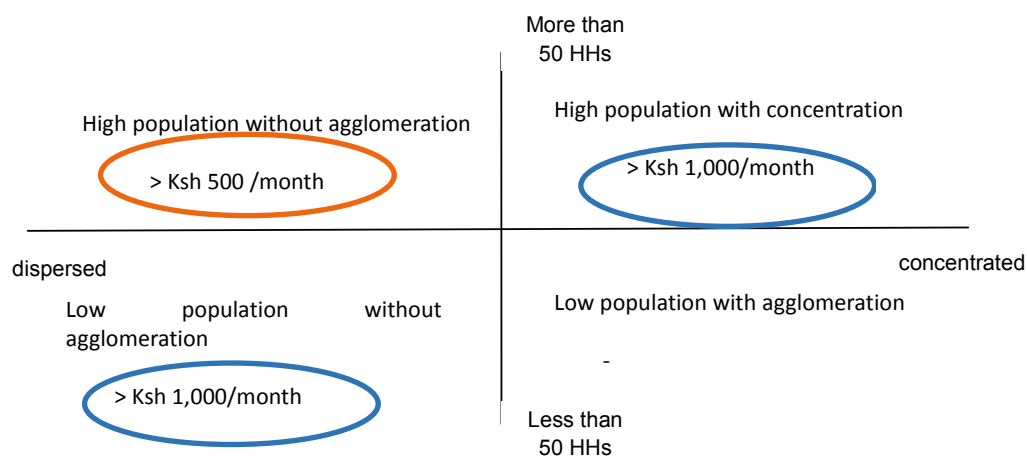 More than
50 HHs
High population without agglomeration
High population with concentration
> Ksh 500 /month
> Ksh 1,000/month
dispersed
concentrated
Low population without
agglomeration
Low population with agglomeration
-
> Ksh 1,000/month
Less than
50 HHs